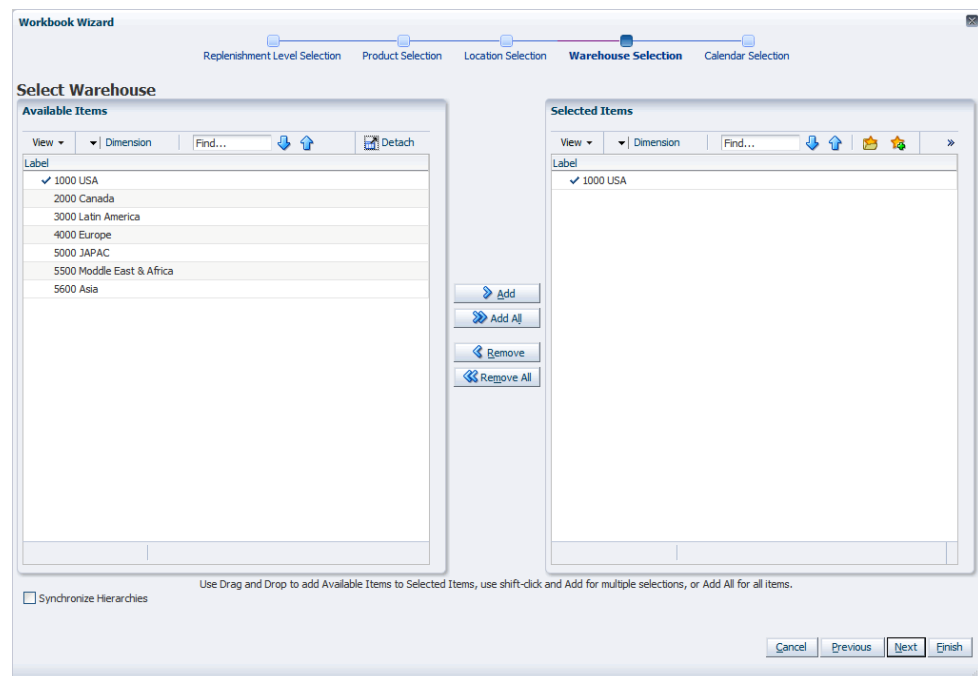 Workbook Wizard
Replenishment Level Selection Product Selection Location Selection Warehouse Selection Calendar Selection
Select Warehouse
Available Items
View Dimension Find... Detach
Label
1000 USA
2000 Canada
3000 Latin America
4000 Europe
5000 JAPAC
5500 Moddle East & Africa
5600 Asia
Add
Add All
Remove
Remove All
Selected Items
View Dimension Find... »
Label
1000 USA
Use Drag and Drop to add Available Items to Selected Items, use shift-click and Add for multiple selections, or Add All for all items.
Synchronize Hierarchies
Cancel Previous Next Finish